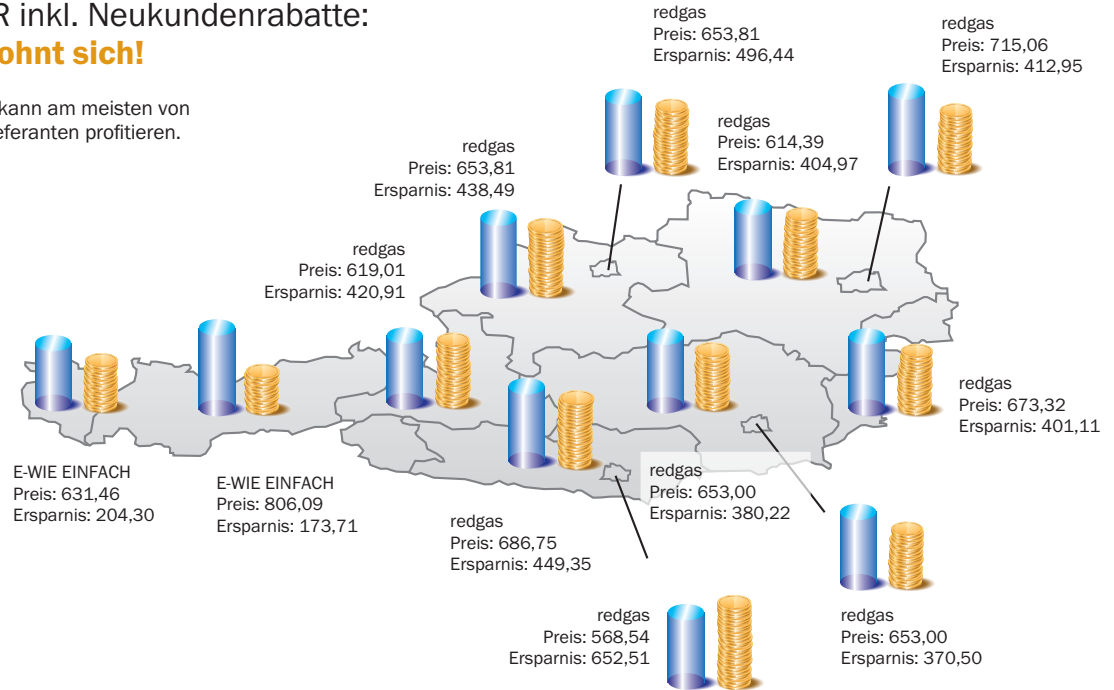 R inkl. Neukundenrabatte:
ohnt sich!
kann am meisten von
eferanten profitieren.
redgas
Preis: 653,81
Ersparnis: 496,44
redgas
Preis: 715,06
Ersparnis: 412,95
redgas
Preis: 614,39
Ersparnis: 404,97
redgas
Preis: 653,81
Ersparnis: 438,49
redgas
Preis: 619,01
Ersparnis: 420,91
redgas
Preis: 673,32
Ersparnis: 401,11
E-WIE EINFACH
Preis: 631,46
Ersparnis: 204,30
E-WIE EINFACH
Preis: 806,09
Ersparnis: 173,71
redgas
Preis: 653,00
Ersparnis: 380,22
redgas
Preis: 686,75
Ersparnis: 449,35
redgas
Preis: 568,54
Ersparnis: 652,51
redgas
Preis: 653,00
Ersparnis: 370,50